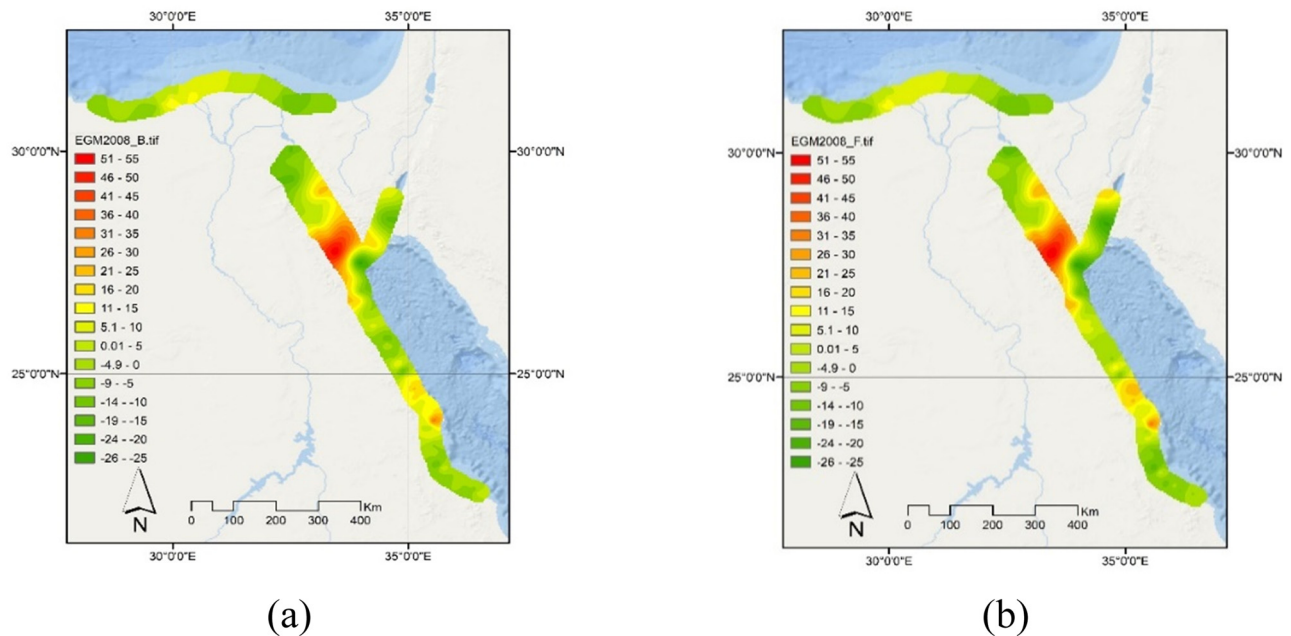 30°0'0"E 35°0'0"E
30°0'0"N 30°0'0"N
EGM2008_B.tif
51 - 55
46 - 50
41 - 45
36 - 40
31 - 35
26 - 30
21 - 25
16 - 20
11 - 15
5.1 - 10
0.01 - 5
-4.9 - 0
-9 - -5
-14 - -10
-19 - -15
-24 - -20
-26 - -25
25°0'0"N 25°0'0"N
N
Km
0 100 200 300 400
30°0'0"E 35°0'0"E
(a)
30°0'0"E 35°0'0"E
30°0'0"N 30°0'0"N
EGM2008_F.tif
51 - 55
46 - 50
41 - 45
36 - 40
31 - 35
26 - 30
21 - 25
16 - 20
11 - 15
5.1 - 10
0.01 - 5
-4.9 - 0
-9 - -5
-14 - -10
-19 - -15
-24 - -20
-26 - -25
25°0'0"N 25°0'0"N
N
Km
0 100 200 300 400
30°0'0"E 35°0'0"E
(b)